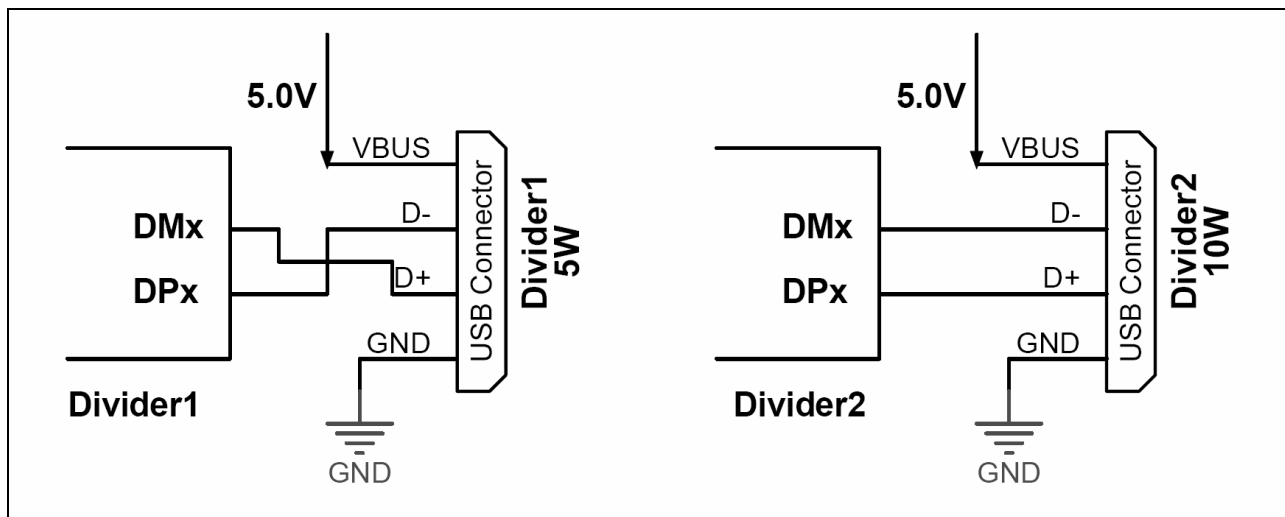 5.0V
VBUS
D-
D+
GND
DMx
DPx
USB Connector
Divider1
5W
Divider1
GND
5.0V
VBUS
D-
D+
GND
DMx
DPx
USB Connector
Divider2
10W
Divider2
GND